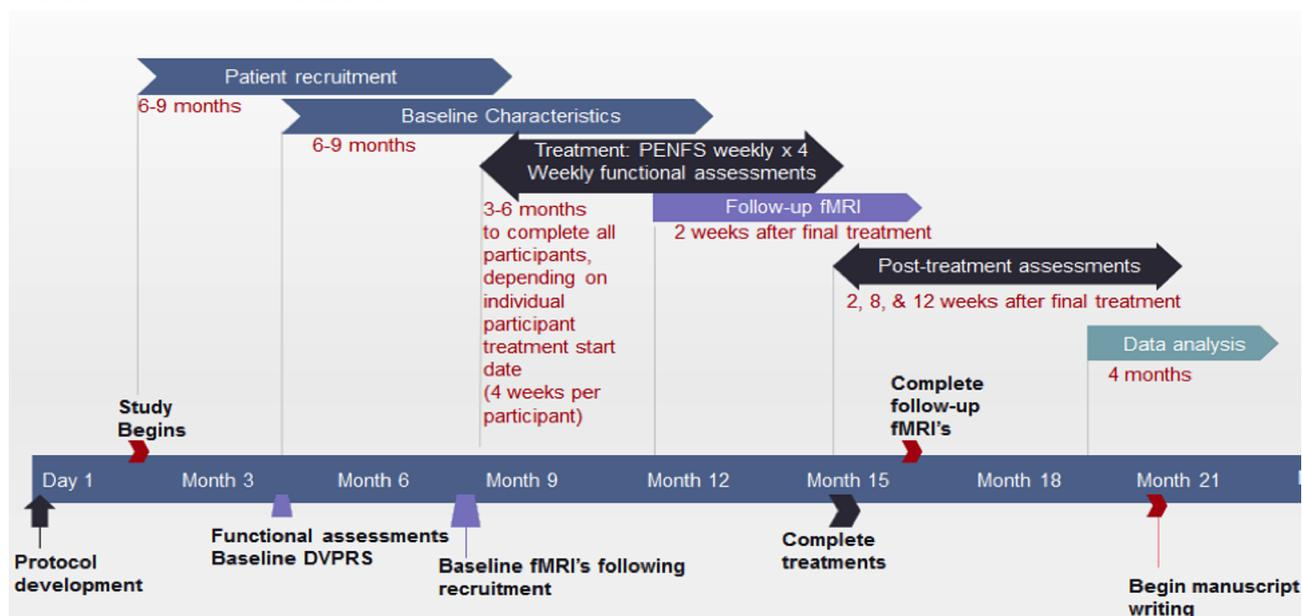 Patient recruitment
6-9 months
Baseline Characteristics
6-9 months
Treatment: PENFS weekly x 4
Weekly functional assessments
3-6 months
to complete all
participants,
depending on
individual
participant
treatment start
date
(4 weeks per
participant)
Follow-up fMRI
2 weeks after final treatment
Post-treatment assessments
2, 8, & 12 weeks after final treatment
Data analysis
4 months
Study
Begins
Complete
follow-up
fMRI's
Day 1
Month 3
Month 6
Month 9
Month 12
Month 15
Month 18
Month 21
Protocol
development
Functional assessments
Baseline DVPRS
Baseline fMRI's following
recruitment
Complete
treatments
Begin manuscript
writing